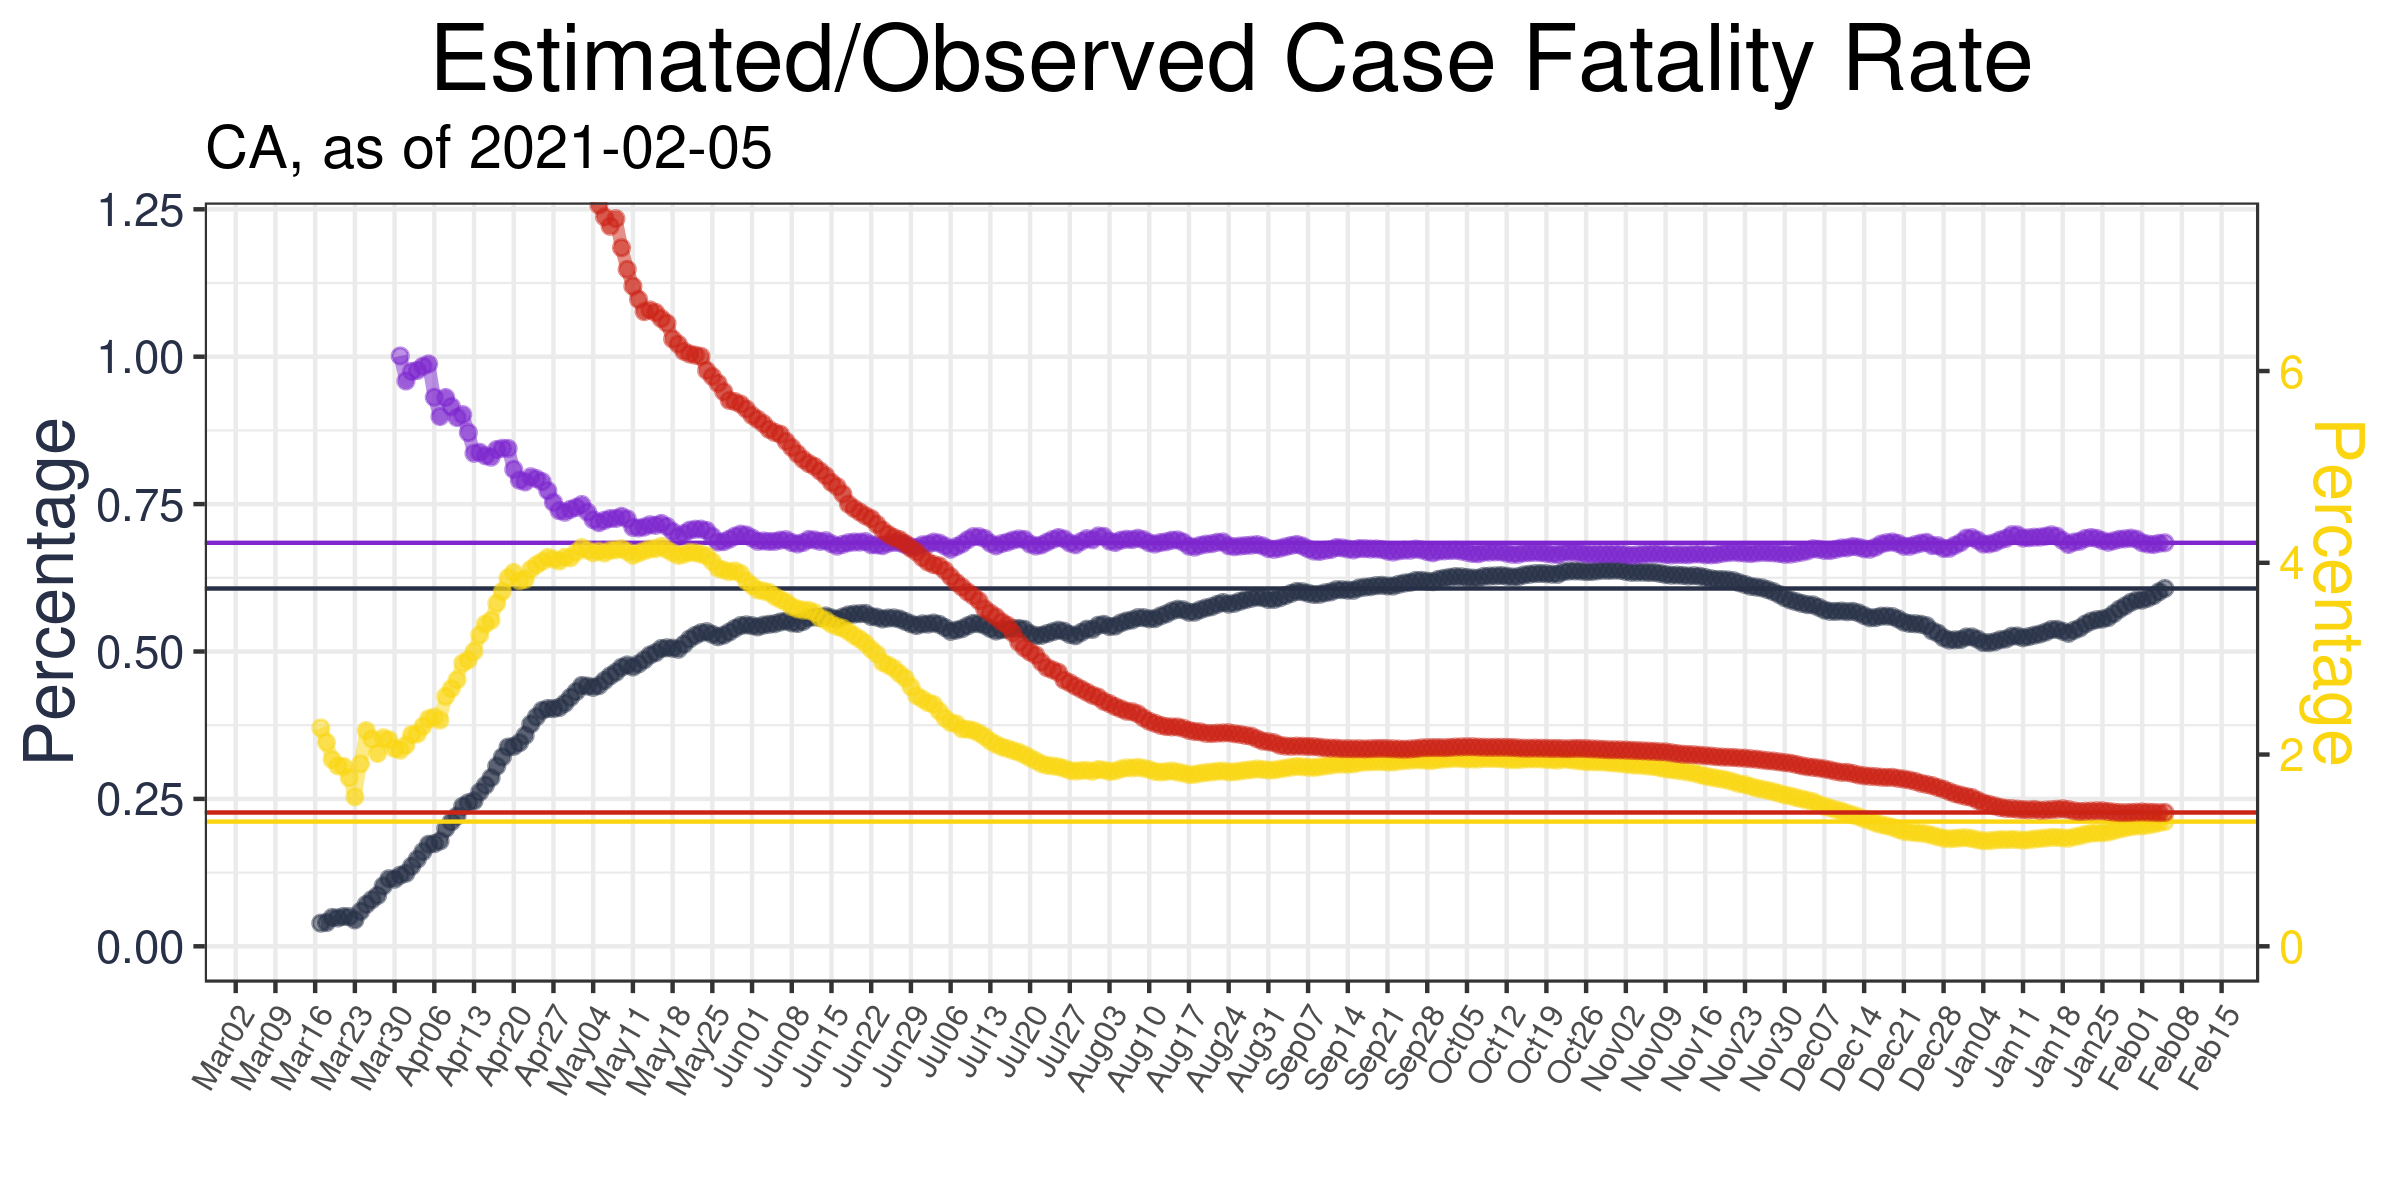 Estimated/Observed Case Fatality Rate
CA, as of 2021-02-05
Percentage
1.25
1.00
0.75
0.50
0.25
0.00
6
4
2
0
Percentage
Mar02
Mar09
Mar16
Mar23
Mar30
Apr06
Apr13
Apr20
Apr27
May04
May11
May18
May25
Jun01
Jun08
Jun15
Jun22
Jun29
Jul06
Jul13
Jul20
Jul27
Aug03
Aug10
Aug17
Aug24
Aug31
Sep07
Sep14
Sep21
Sep28
Oct05
Oct12
Oct19
Oct26
Nov02
Nov09
Nov16
Nov23
Nov30
Dec07
Dec14
Dec21
Dec28
Jan04
Jan11
Jan18
Jan25
Feb01
Feb08
Feb15